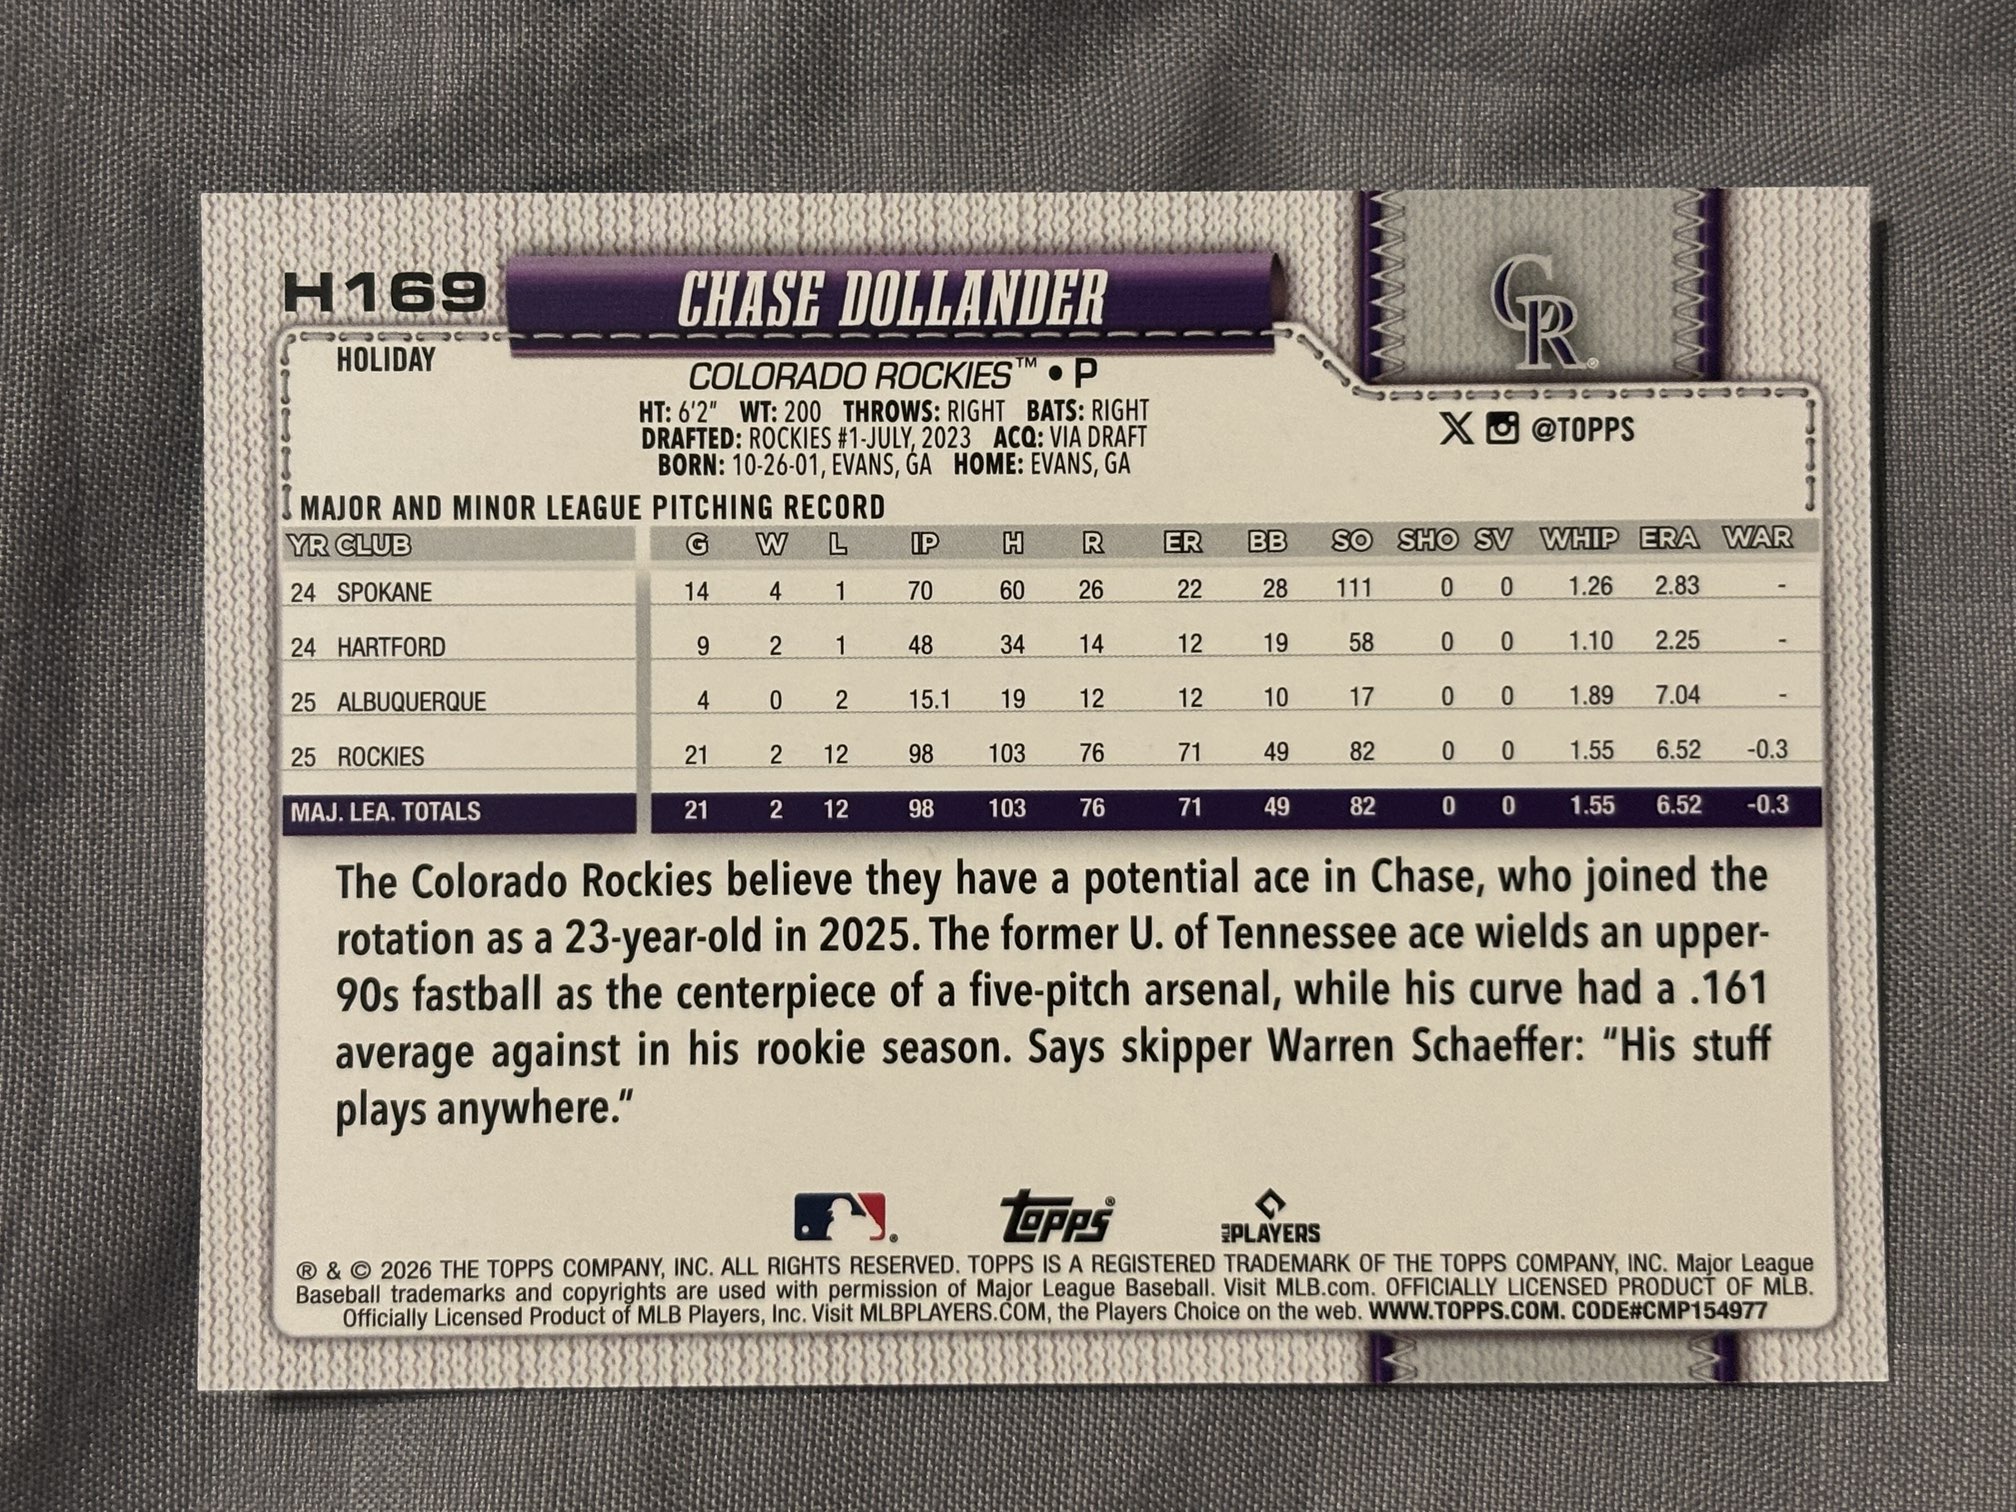 H169
CHASE DOLLANDER
CR
HOLIDAY
COLORADO ROCKIES™ • P
HT: 6'2" WT: 200 THROWS: RIGHT BATS: RIGHT
DRAFTED: ROCKIES #1-JULY, 2023 ACQ: VIA DRAFT
BORN: 10-26-01, EVANS, GA HOME: EVANS, GA
X @TOPPS
MAJOR AND MINOR LEAGUE PITCHING RECORD
YR CLUB G W L IP H R ER BB SO SHO SV WHIP ERA WAR
24 SPOKANE 14 4 1 70 60 26 22 28 111 0 0 1.26 2.83 -
24 HARTFORD 9 2 1 48 34 14 12 19 58 0 0 1.10 2.25 -
25 ALBUQUERQUE 4 0 2 15.1 19 12 12 10 17 0 0 1.89 7.04 -
25 ROCKIES 21 2 12 98 103 76 71 49 82 0 0 1.55 6.52 -0.3
MAJ. LEA. TOTALS 21 2 12 98 103 76 71 49 82 0 0 1.55 6.52 -0.3
The Colorado Rockies believe they have a potential ace in Chase, who joined the
rotation as a 23-year-old in 2025. The former U. of Tennessee ace wields an upper-
90s fastball as the centerpiece of a five-pitch arsenal, while his curve had a .161
average against in his rookie season. Says skipper Warren Schaeffer: “His stuff
plays anywhere.”
Topps®
MLB PLAYERS
® & © 2026 THE TOPPS COMPANY, INC. ALL RIGHTS RESERVED. TOPPS IS A REGISTERED TRADEMARK OF THE TOPPS COMPANY, INC. Major League
Baseball trademarks and copyrights are used with permission of Major League Baseball. Visit MLB.com. OFFICIALLY LICENSED PRODUCT OF MLB.
Officially Licensed Product of MLB Players, Inc. Visit MLBPLAYERS.COM, the Players Choice on the web. WWW.TOPPS.COM. CODE#CMP154977